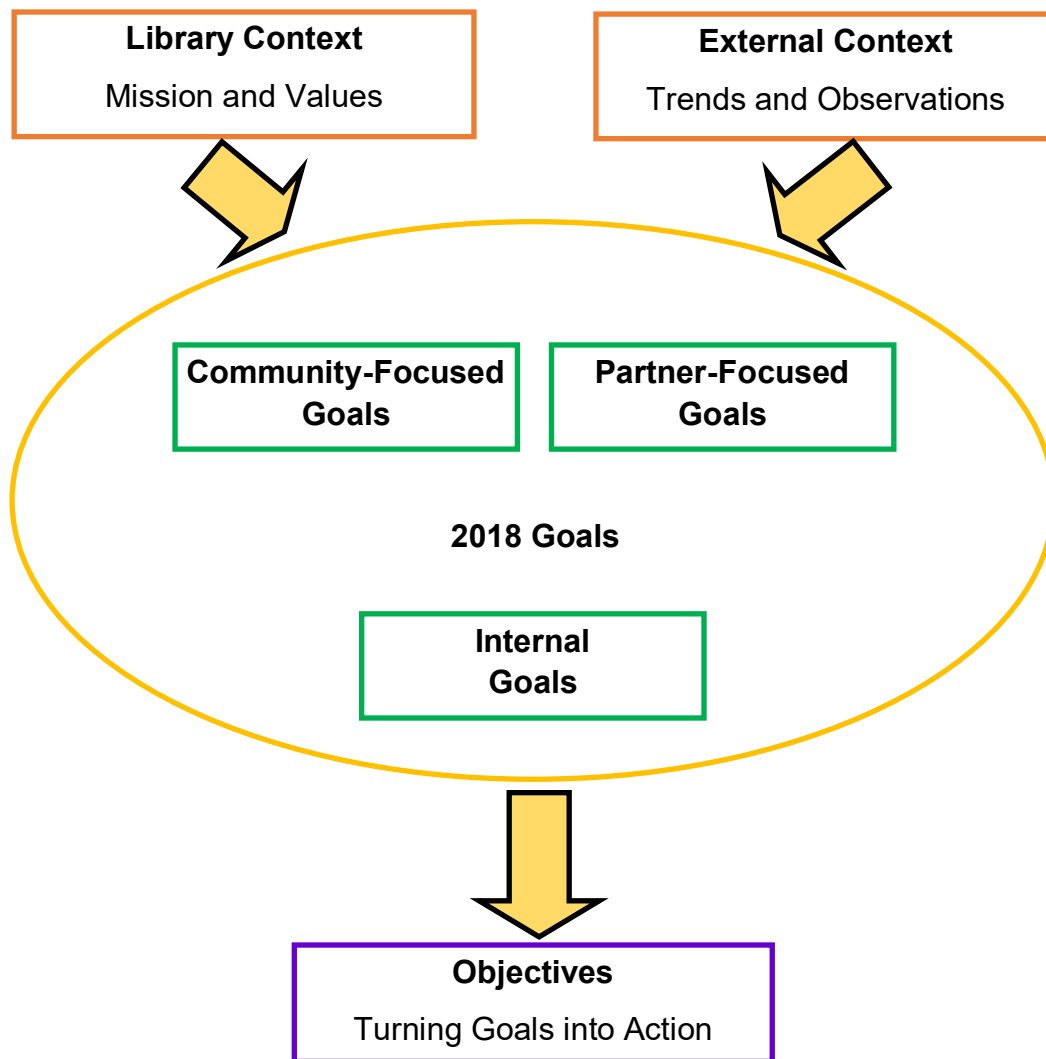 Library Context
Mission and Values
External Context
Trends and Observations
Community-Focused
Goals
Partner-Focused
Goals
2018 Goals
Internal
Goals
Objectives
Turning Goals into Action